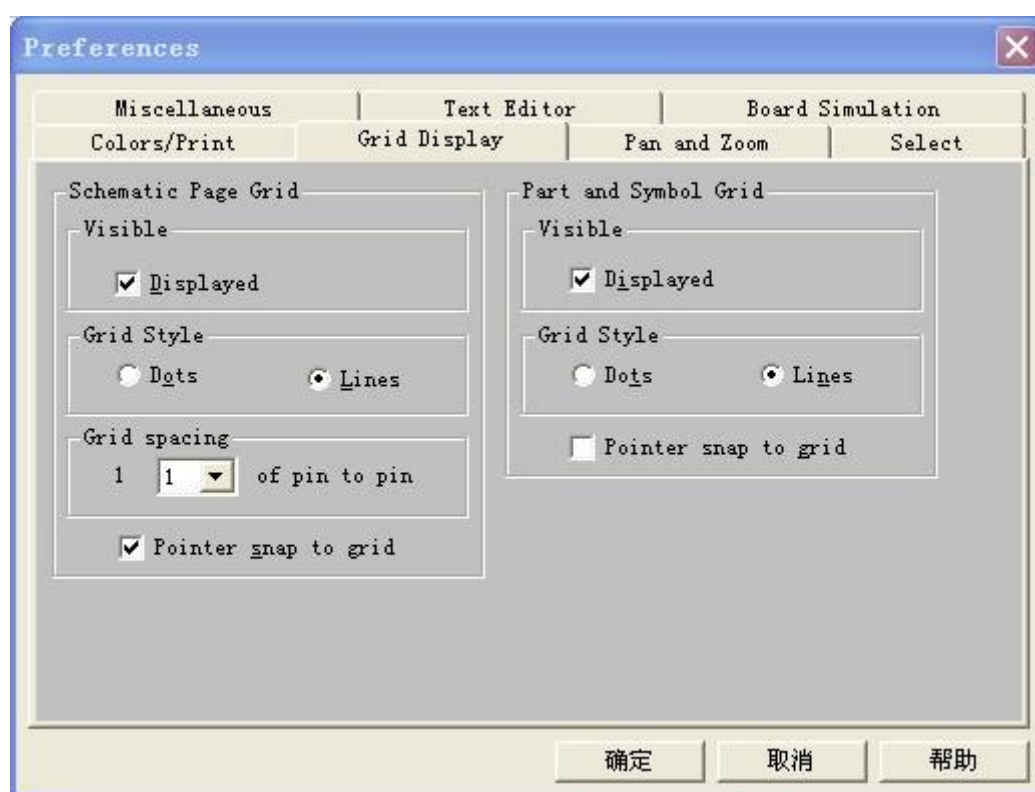 Preferences
Miscellaneous Text Editor Board Simulation
Colors/Print Grid Display Pan and Zoom Select
Schematic Page Grid
Visible
Displayed
Grid Style
Dots Lines
Grid spacing
1 1 of pin to pin
Pointer snap to grid
Part and Symbol Grid
Visible
Displayed
Grid Style
Dots Lines
Pointer snap to grid
确定 取消 帮助